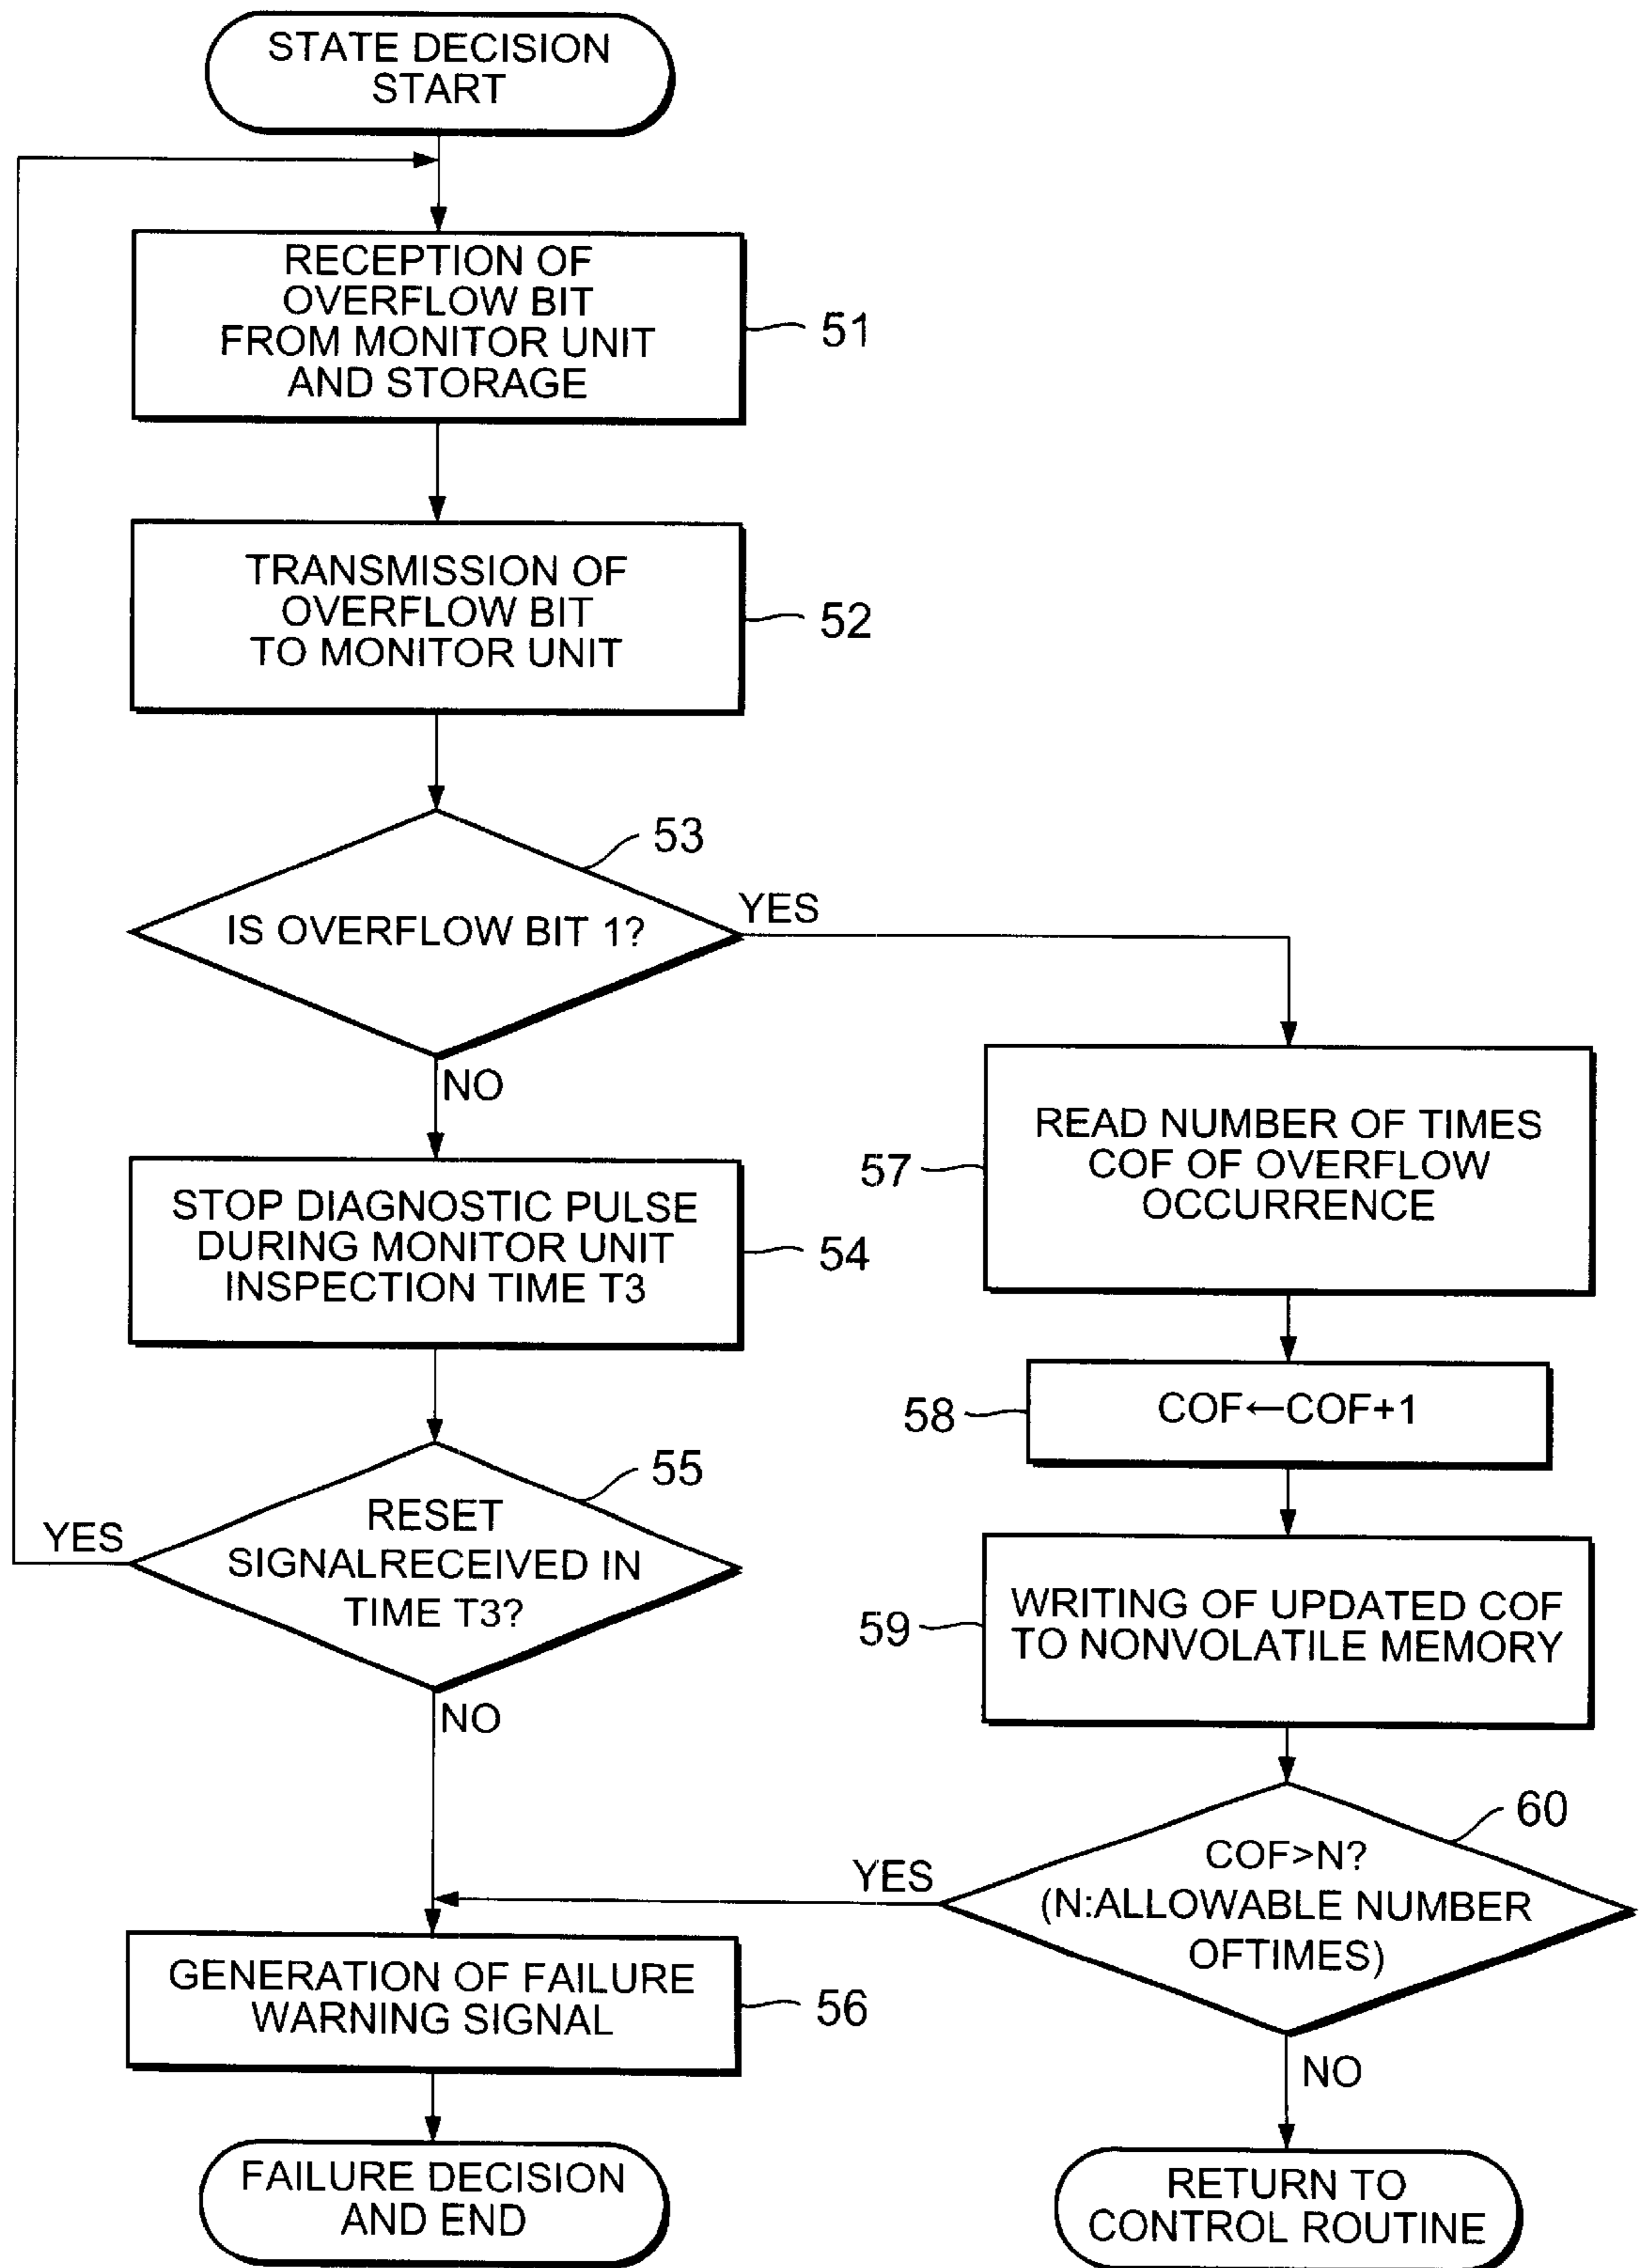 STATE DECISION
START
RECEPTION OF
OVERFLOW BIT
FROM MONITOR UNIT
AND STORAGE
51
TRANSMISSION OF
OVERFLOW BIT
TO MONITOR UNIT
52
53
IS OVERFLOW BIT 1?
YES
NO
STOP DIAGNOSTIC PULSE
DURING MONITOR UNIT
INSPECTION TIME T3
54
55
RESET
SIGNALRECEIVED IN
TIME T3?
YES
NO
57
READ NUMBER OF TIMES
COF OF OVERFLOW
OCCURRENCE
58
COF←COF+1
59
WRITING OF UPDATED COF
TO NONVOLATILE MEMORY
60
COF>N?
(N:ALLOWABLE NUMBER
OFTIMES)
YES
NO
GENERATION OF FAILURE
WARNING SIGNAL
56
FAILURE DECISION
AND END
RETURN TO
CONTROL ROUTINE